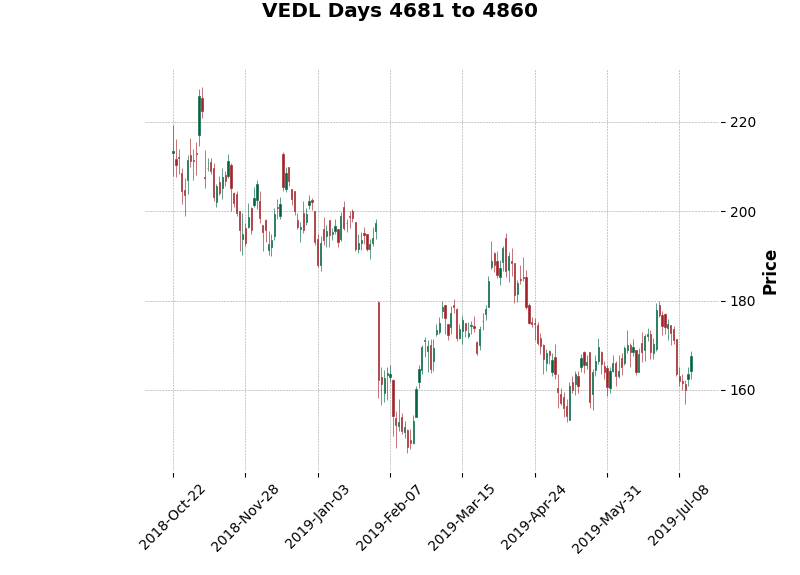 VEDL Days 4681 to 4860
220
200
180
160
Price
2018-Oct-22
2018-Nov-28
2019-Jan-03
2019-Feb-07
2019-Mar-15
2019-Apr-24
2019-May-31
2019-Jul-08